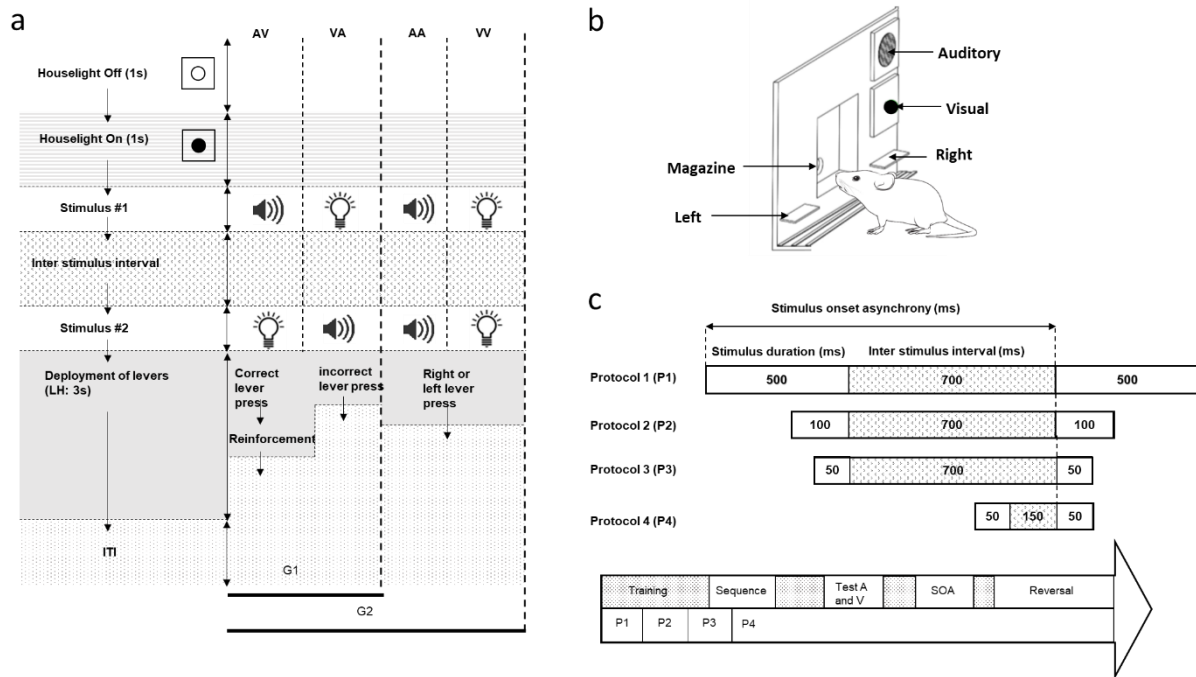 a
AV VA AA VV
Houselight Off (1s)
Houselight On (1s)
Stimulus #1
Inter stimulus interval
Stimulus #2
Deployment of levers
(LH: 3s)
Correct
lever
press
Reinforcement
incorrect
lever press
Right or
left lever
press
ITI
G1
G2
b
Auditory
Visual
Right
Magazine
Left
c
Stimulus onset asynchrony (ms)
Stimulus duration (ms) Inter stimulus interval (ms)
Protocol 1 (P1) 500 700 500
Protocol 2 (P2) 100 700 100
Protocol 3 (P3) 50 700 50
Protocol 4 (P4) 50 150 50
Training Sequence Test A
and V SOA Reversal
P1 P2 P3 P4